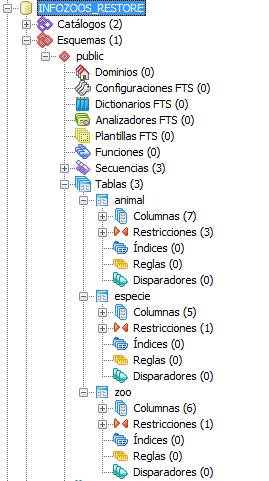 INFOZOOS_RESTORE
Catálogos (2)
Esquemas (1)
public
Dominios (0)
Configuraciones FTS (0)
Dictionarios FTS (0)
Analizadores FTS (0)
Plantillas FTS (0)
Funciones (0)
Secuencias (3)
Tablas (3)
animal
Columnas (7)
Restricciones (3)
Índices (0)
Reglas (0)
Disparadores (0)
especie
Columnas (5)
Restricciones (1)
Índices (0)
Reglas (0)
Disparadores (0)
zoo
Columnas (6)
Restricciones (1)
Índices (0)
Reglas (0)
Disparadores (0)